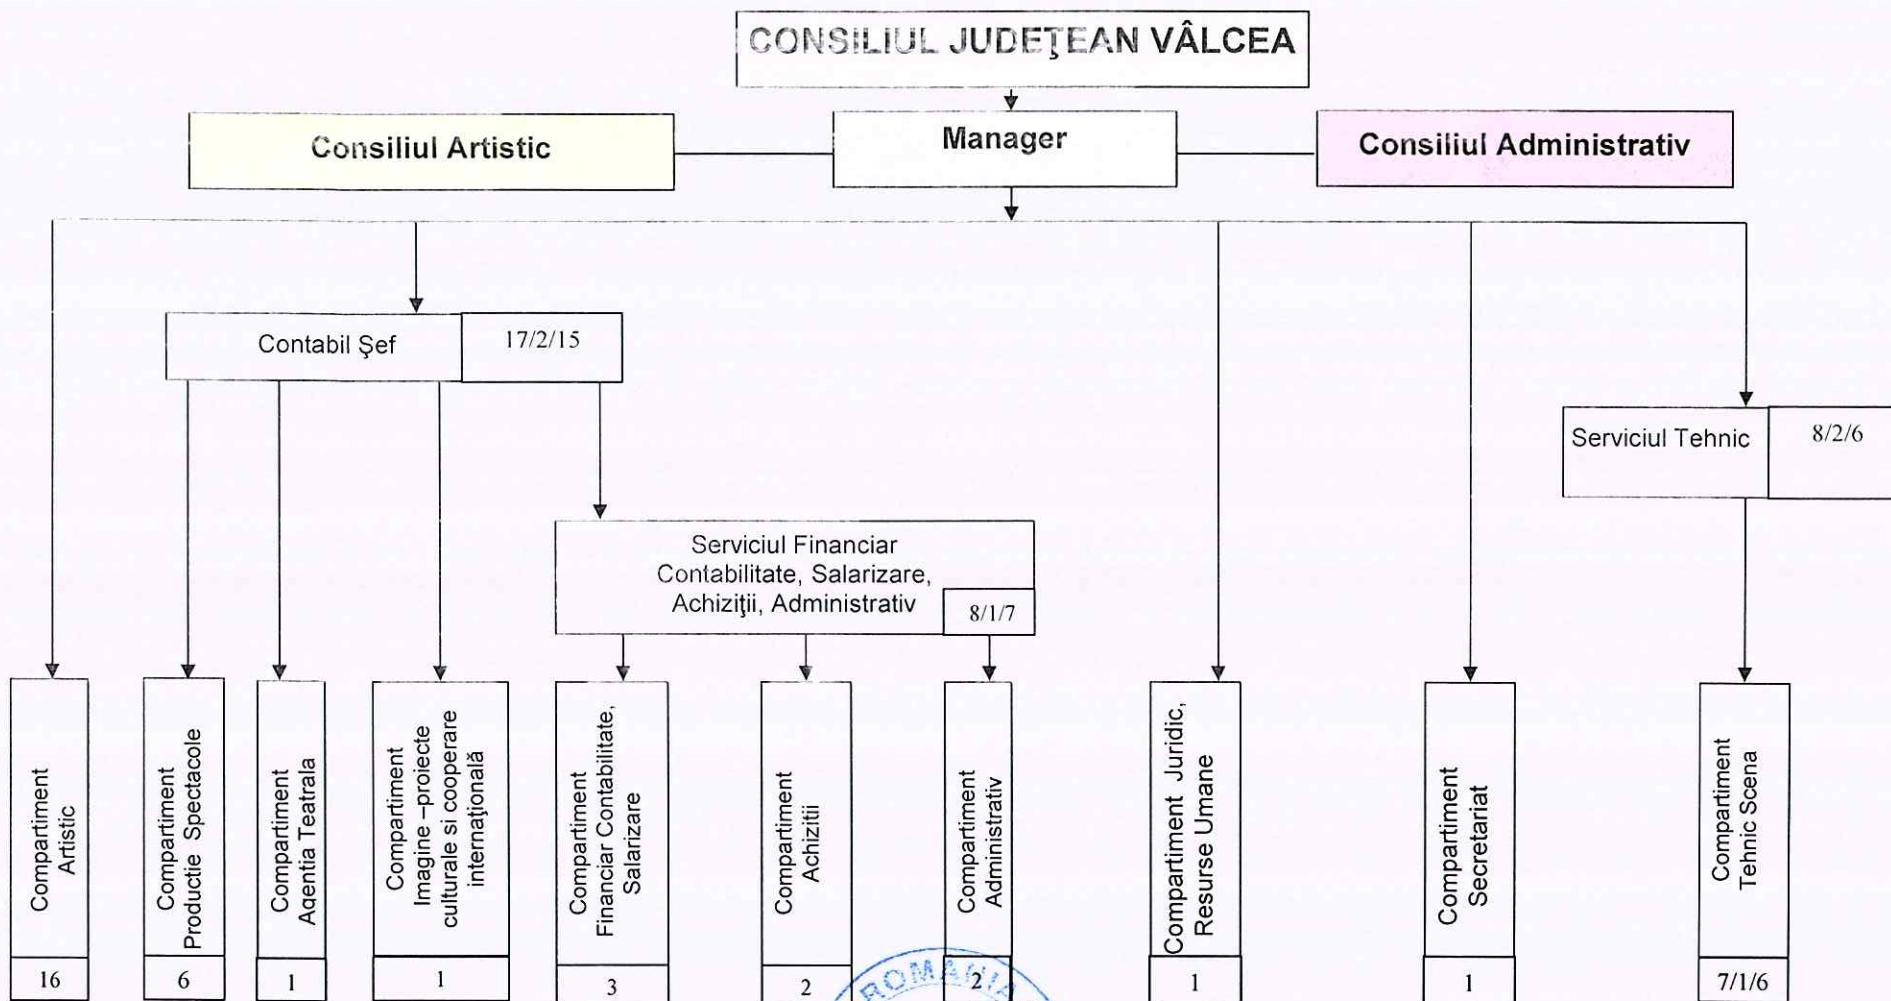 CONSILIUL JUDEŢEAN VÂLCEA
Consiliul Artistic
Manager
Consiliul Administrativ
Contabil Şef
17/2/15
Serviciul Tehnic
8/2/6
Serviciul Financiar
Contabilitate, Salarizare,
Achiziţii, Administrativ
8/1/7
Compartiment
Artistic
16
Compartiment
Productie Spectacole
6
Compartiment
Agentia Teatrala
1
Compartiment
Imagine –proiecte
culturale si cooperare
internaţională
1
Compartiment
Financiar Contabilitate,
Salarizare
3
Compartiment
Achizitii
2
Compartiment
Administrativ
2
Compartiment Juridic,
Resurse Umane
1
Compartiment
Secretariat
1
Compartiment
Tehnic Scena
7/1/6
ROMANIA